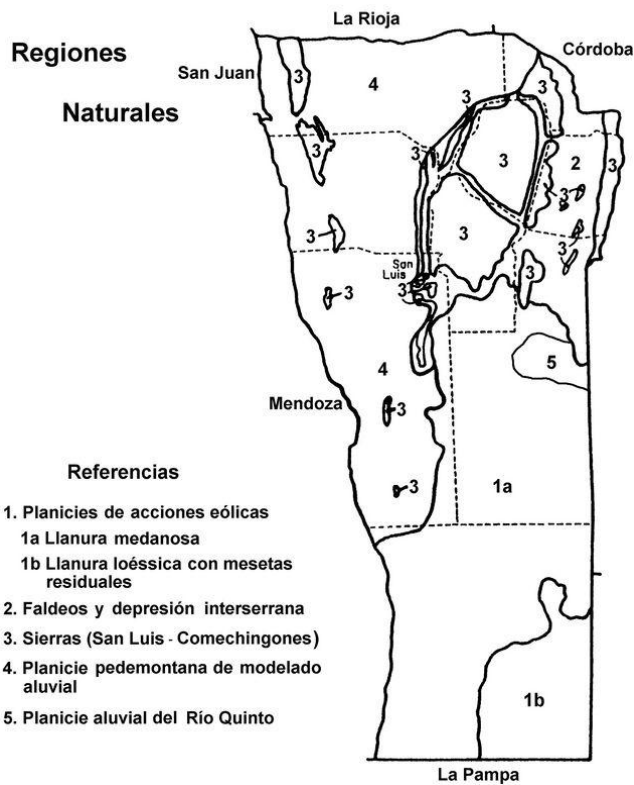 La Rioja
Regiones
Córdoba
San Juan
3
4
3
3
Naturales
3
3
3
2
3
3
3
3
3
San
Luis
3
3
3
5
4
Mendoza
3
Referencias
3
1a
1. Planicies de acciones eólicas
1a Llanura medanosa
1b Llanura loéssica con mesetas
residuales
2. Faldeos y depresión interserrana
3. Sierras (San Luis - Comechingones)
4. Planicie pedemontana de modelado
aluvial
5. Planicie aluvial del Río Quinto
1b
La Pampa